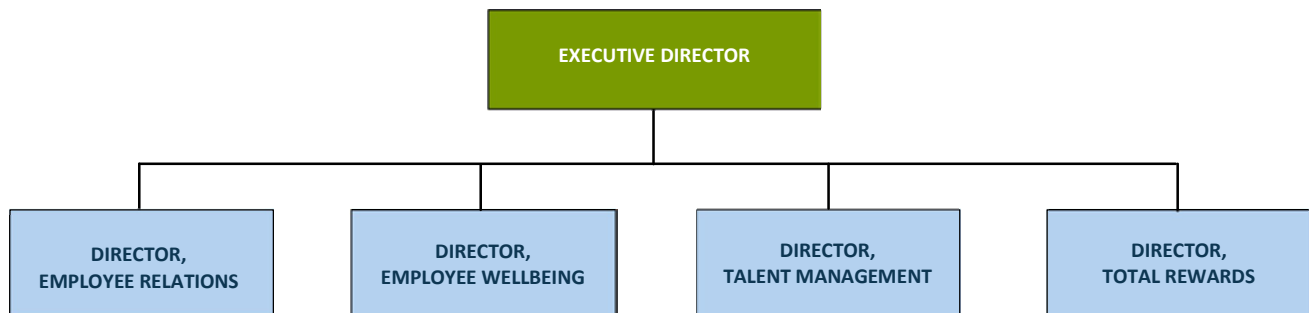 EXECUTIVE DIRECTOR
DIRECTOR,
EMPLOYEE RELATIONS
DIRECTOR,
EMPLOYEE WELLBEING
DIRECTOR,
TALENT MANAGEMENT
DIRECTOR,
TOTAL REWARDS